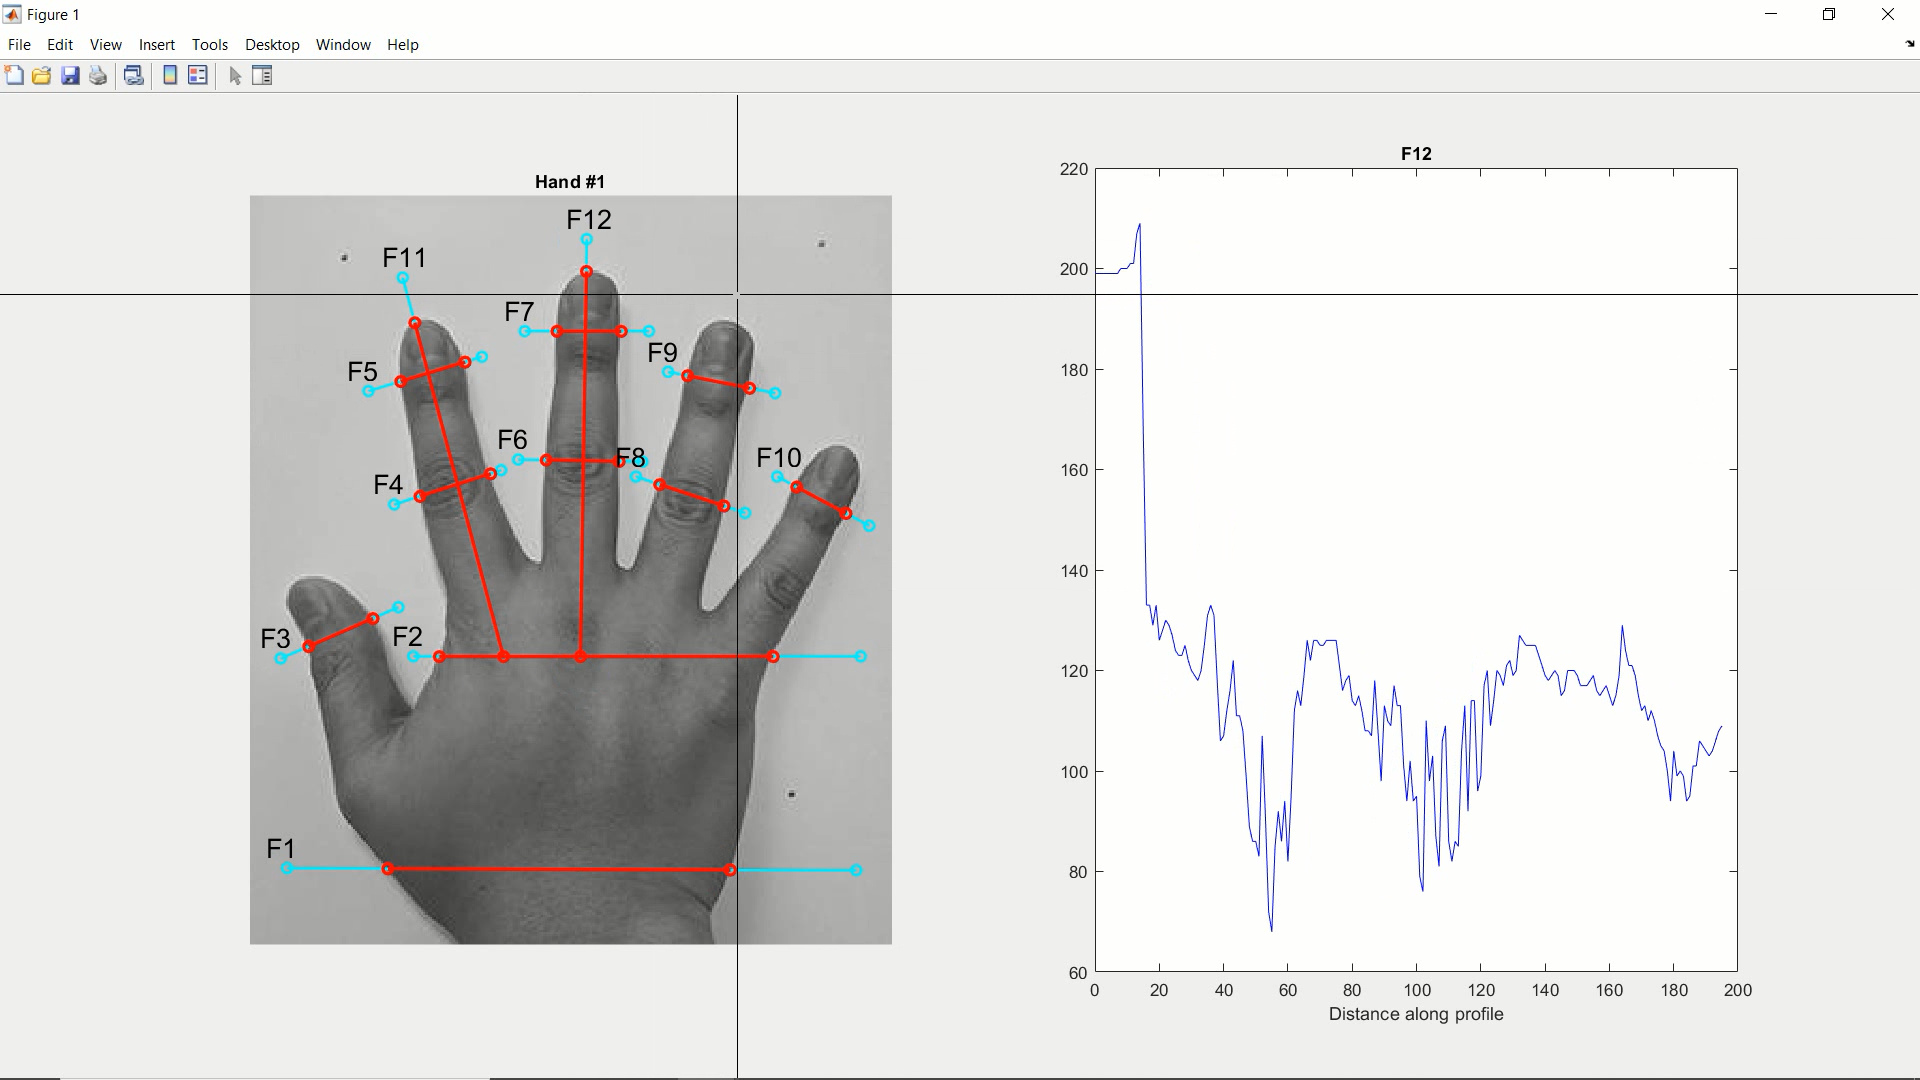 Figure 1
File Edit View Insert Tools Desktop Window Help
Hand #1
F12
F11
F7
F9
F5
F6
F8
F10
F4
F3
F2
F1
F12
220
200
180
160
140
120
100
80
60
0 20 40 60 80 100 120 140 160 180 200
Distance along profile